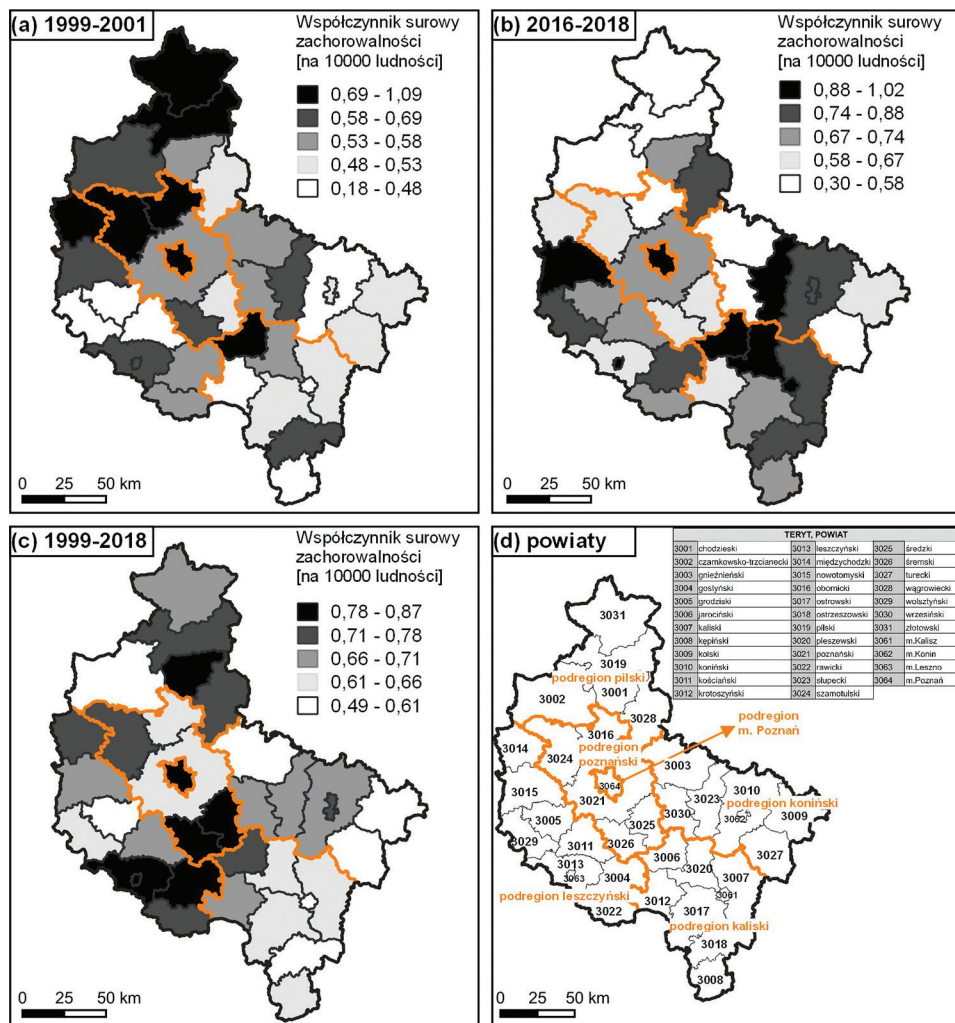 (a) 1999-2001
Współczynnik surowy
zachorowalności
[na 10000 ludności]
0,69 - 1,09
0,58 - 0,69
0,53 - 0,58
0,48 - 0,53
0,18 - 0,48
0 25 50 km
(b) 2016-2018
Współczynnik surowy
zachorowalności
[na 10000 ludności]
0,88 - 1,02
0,74 - 0,88
0,67 - 0,74
0,58 - 0,67
0,30 - 0,58
0 25 50 km
(c) 1999-2018
Współczynnik surowy
zachorowalności
[na 10000 ludności]
0,78 - 0,87
0,71 - 0,78
0,66 - 0,71
0,61 - 0,66
0,49 - 0,61
0 25 50 km
(d) powiaty
TERYT, POWIAT
3001 chodzieski 3013 leszczyński 3025 średzki
3002 czarnkowsko-trzcianecki 3014 międzychodzki 3026 śremski
3003 gnieźnieński 3015 nowotomyski 3027 turecki
3004 gostyński 3016 obornicki 3028 wągrowiecki
3005 grodziski 3017 ostrowski 3029 wolsztyński
3006 jarociński 3018 ostrzeszowski 3030 wrzesiński
3007 kaliski 3019 pilski 3031 złotowski
3008 kępiński 3020 pleszewski 3061 m.Kalisz
3009 kolski 3021 poznański 3062 m.Konin
3010 koniński 3022 rawicki 3063 m.Leszno
3011 kościański 3023 słupecki 3064 m.Poznań
3012 krotoszyński 3024 szamotulski
3031
3019
podregion pilski
3002
3001
3028
podregion
m. Poznań
3016
podregion
poznański
3014
3024
3003
3064
3010
3015
3021
3023
podregion koniński
3062
3009
3005
3025
3030
3029
3011
3026
3006
3027
3013
3020
3063
3004
3007
podregion leszczyński
3012
3061
3022
3017
podregion kaliski
3018
3008
0 25 50 km